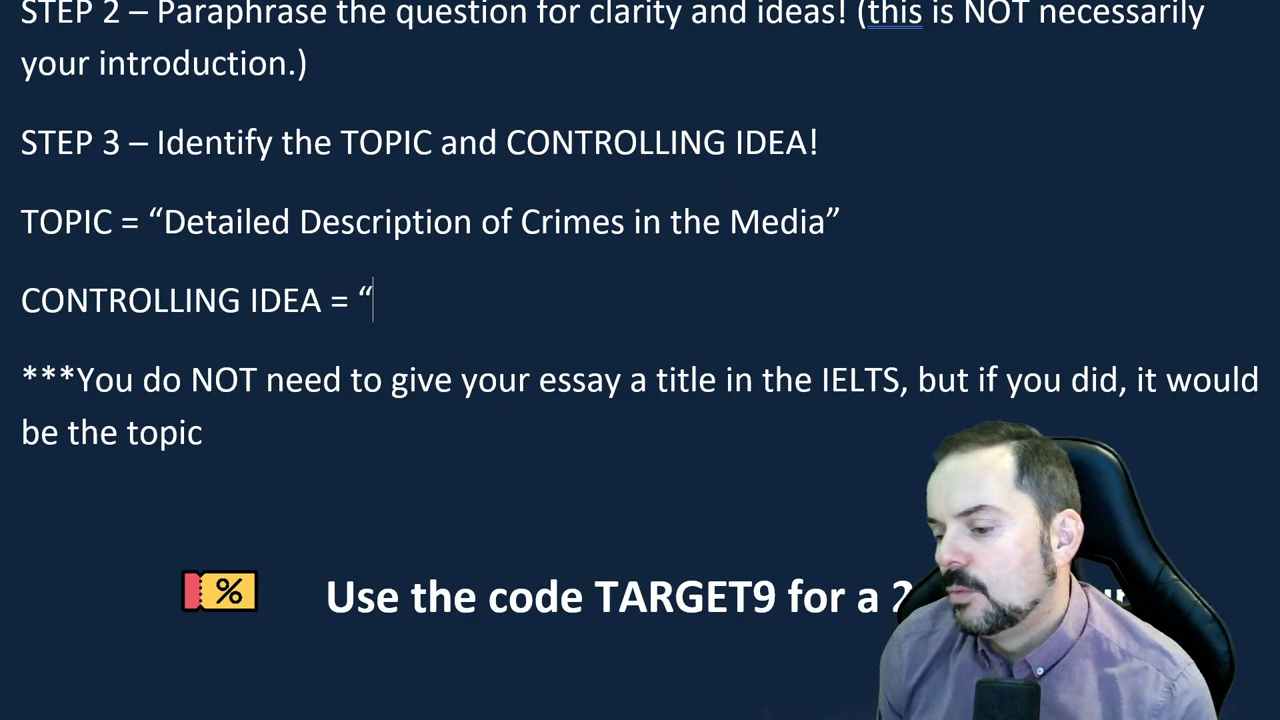 STEP 2 – Paraphrase the question for clarity and ideas! (this is NOT necessarily
your introduction.)
STEP 3 – Identify the TOPIC and CONTROLLING IDEA!
TOPIC = “Detailed Description of Crimes in the Media”
CONTROLLING IDEA = “
***You do NOT need to give your essay a title in the IELTS, but if you did, it would
be the topic
%
Use the code TARGET9 for a